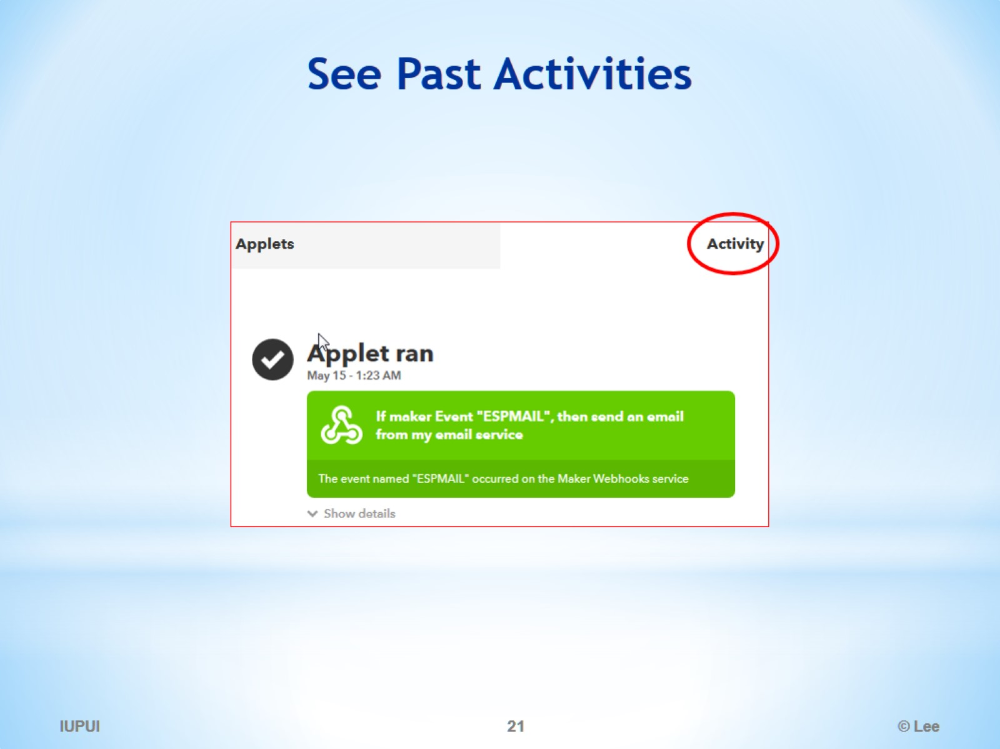 See Past Activities
Applets
Activity
Applet ran
May 15 - 1:23 AM
If maker Event "ESPMAIL", then send an email
from my email service
The event named "ESPMAIL" occurred on the Maker Webhooks service
Show details
IUPUI
21
© Lee